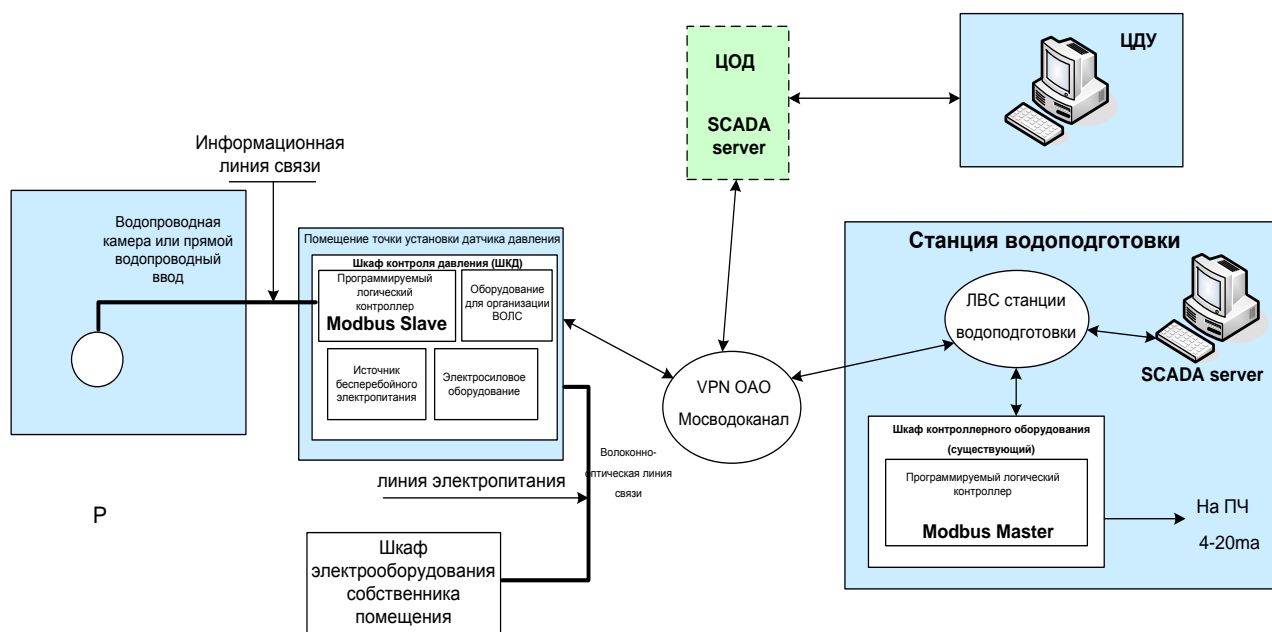 ЦОД
SCADA
server
ЦДУ
Информационная
линия связи
Водопроводная
камера или прямой
водопроводный
ввод
Помещение точки установки датчика давления
Шкаф контроля давления (ШКД)
Программируемый
логический
контроллер
Modbus Slave
Оборудование
для организации
ВОЛС
Источник
бесперебойного
электропитания
Электросиловое
оборудование
VPN ОАО
Мосводоканал
Станция водоподготовки
ЛВС станции
водоподготовки
SCADA server
Шкаф контроллерного оборудования
(существующий)
Программируемый логический
контроллер
Modbus Master
На ПЧ
4-20ma
Волоконно-
оптическая линия
связи
линия электропитания
P
Шкаф
электрооборудования
собственника
помещения